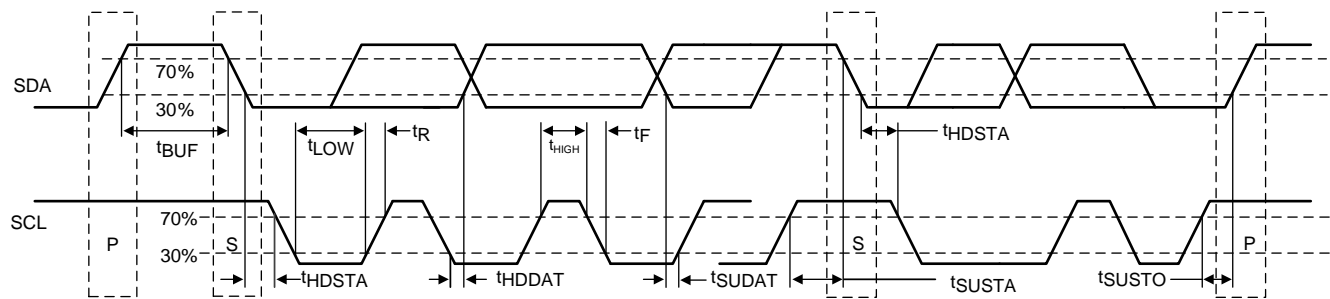 SDA
70%
30%
tBUF
tLOW
tR
tHIGH
tF
tHDSTA
SCL
70%
30%
P
S
S
P
tHDSTA
tHDDAT
tSUDAT
tSUSTA
tSUSTO